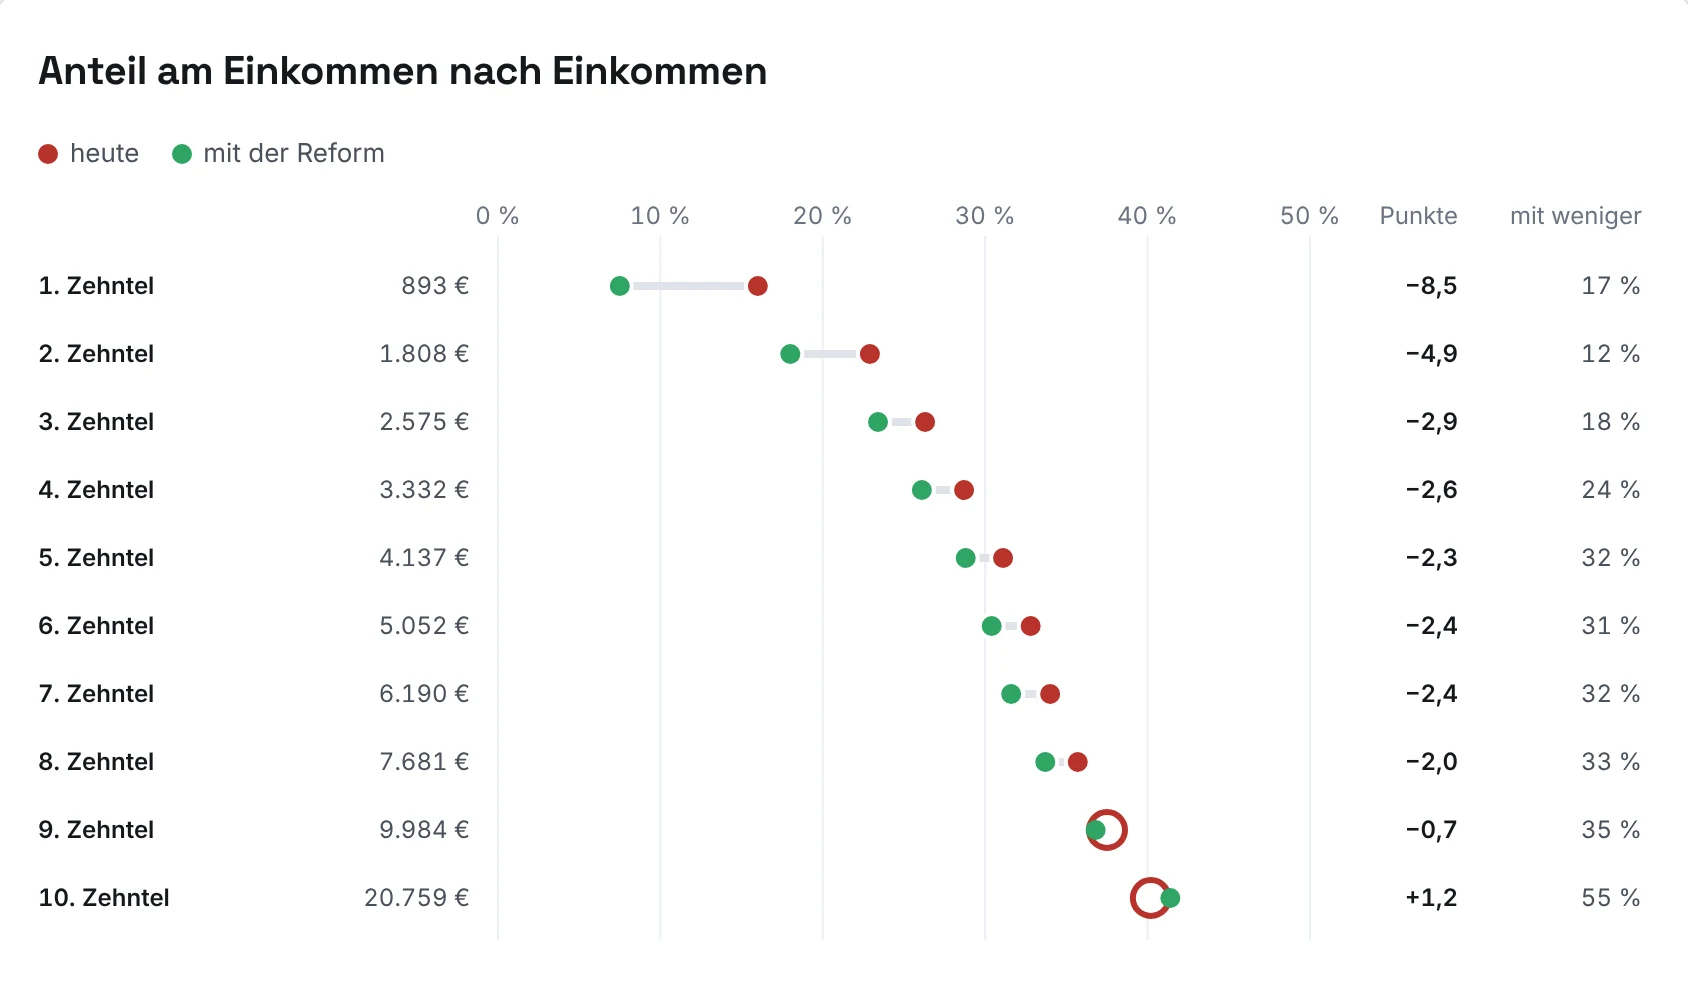 Anteil am Einkommen nach Einkommen
heute mit der Reform
0 % 10 % 20 % 30 % 40 % 50 % Punkte mit weniger
1. Zehntel 893 € −8,5 17 %
2. Zehntel 1.808 € −4,9 12 %
3. Zehntel 2.575 € −2,9 18 %
4. Zehntel 3.332 € −2,6 24 %
5. Zehntel 4.137 € −2,3 32 %
6. Zehntel 5.052 € −2,4 31 %
7. Zehntel 6.190 € −2,4 32 %
8. Zehntel 7.681 € −2,0 33 %
9. Zehntel 9.984 € −0,7 35 %
10. Zehntel 20.759 € +1,2 55 %